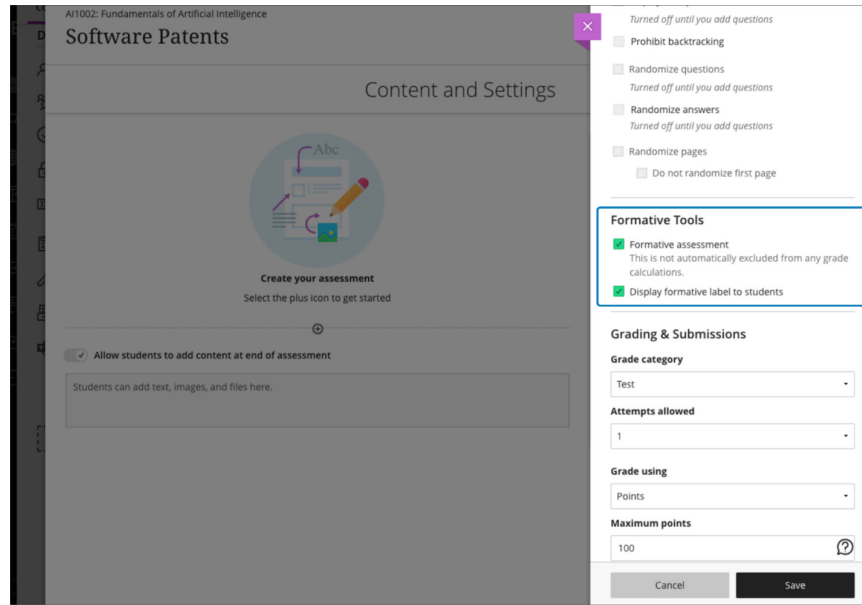 AI1002: Fundamentals of Artificial Intelligence
Software Patents
Content and Settings
Abc
Create your assessment
Select the plus icon to get started
Allow students to add content at end of assessment
Students can add text, images, and files here.
Turned off until you add questions
Prohibit backtracking
Randomize questions
Turned off until you add questions
Randomize answers
Turned off until you add questions
Randomize pages
Do not randomize first page
Formative Tools
Formative assessment
This is not automatically excluded from any grade
calculations.
Display formative label to students
Grading & Submissions
Grade category
Test
Attempts allowed
1
Grade using
Points
Maximum points
100
Cancel
Save